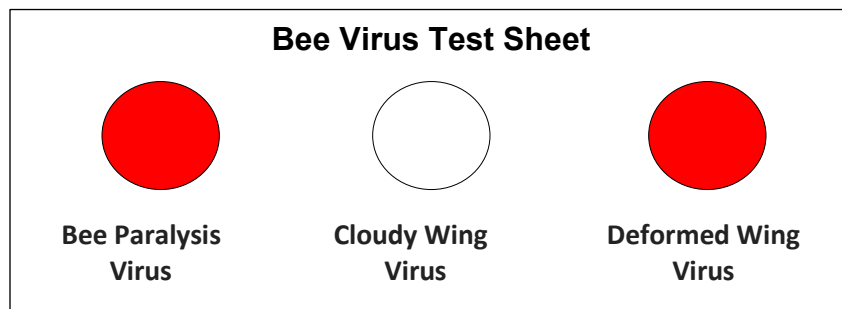 Bee Virus Test Sheet
Bee Paralysis
Virus
Cloudy Wing
Virus
Deformed Wing
Virus